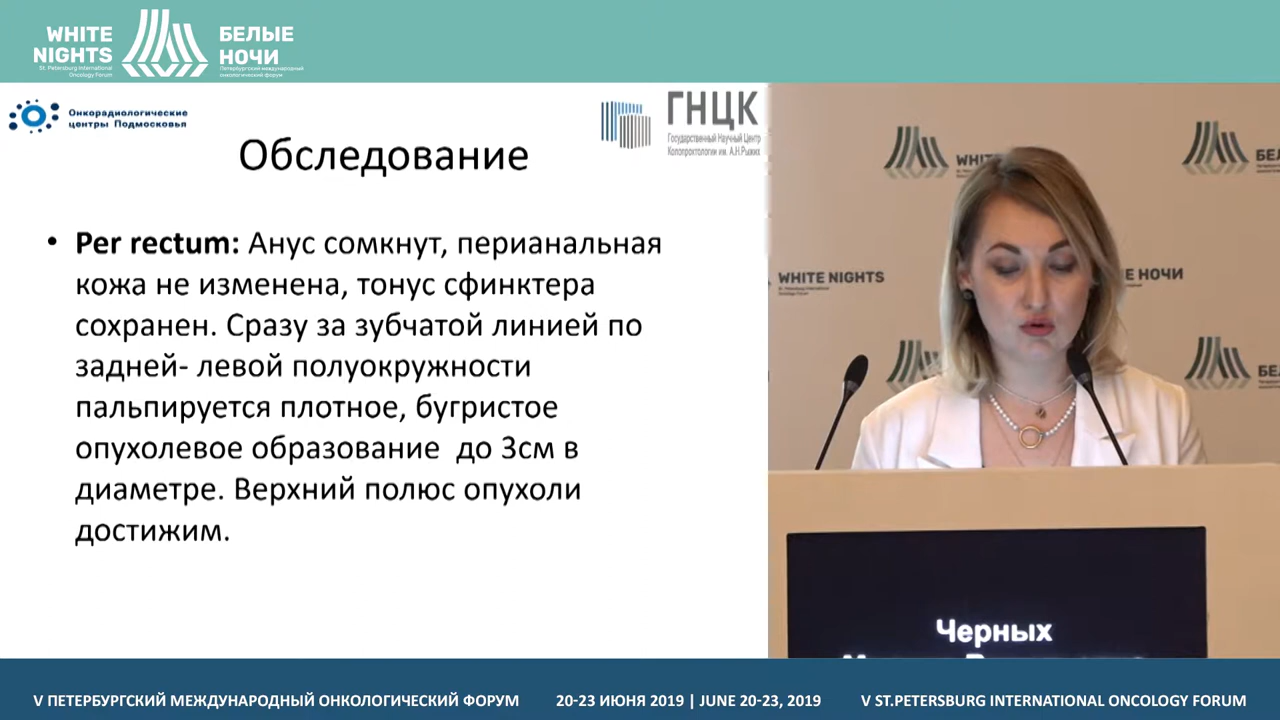 WHITE
NIGHTS
St. Petersburg International
Oncology Forum
БЕЛЫЕ
НОЧИ
Петербургский международный
онкологический форум
Онкорадиологические
центры Подмосковья
ГНЦК
Государственный Научный Центр
Колопроктологии им. А.Н.Рыжих
Обследование
• Per rectum: Анус сомкнут, перианальная
кожа не изменена, тонус сфинктера
сохранен. Сразу за зубчатой линией по
задней- левой полуокружности
пальпируется плотное, бугристое
опухолевое образование до 3см в
диаметре. Верхний полюс опухоли
достижим.
WHITE NIGHTS
Е НОЧИ
Черных
V ПЕТЕРБУРГСКИЙ МЕЖДУНАРОДНЫЙ ОНКОЛОГИЧЕСКИЙ ФОРУМ
20-23 ИЮНЯ 2019 | JUNE 20-23, 2019
V ST.PETERSBURG INTERNATIONAL ONCOLOGY FORUM